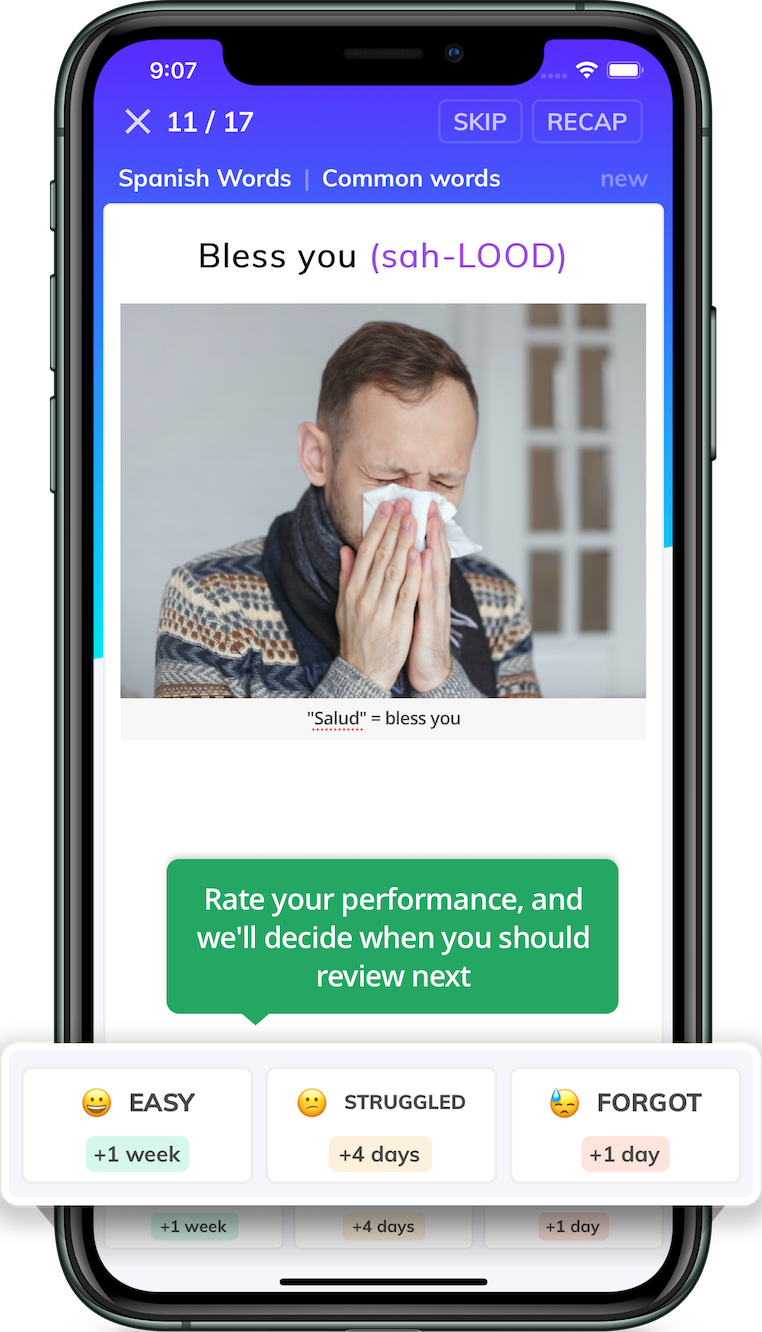 9:07
11 / 17 SKIP RECAP
Spanish Words | Common words new
Bless you (sah-LOOD)
"Salud" = bless you
Rate your performance, and
we'll decide when you should
review next
😀 EASY 😕 STRUGGLED 😓 FORGOT
+1 week +4 days +1 day
+1 week +4 days +1 day